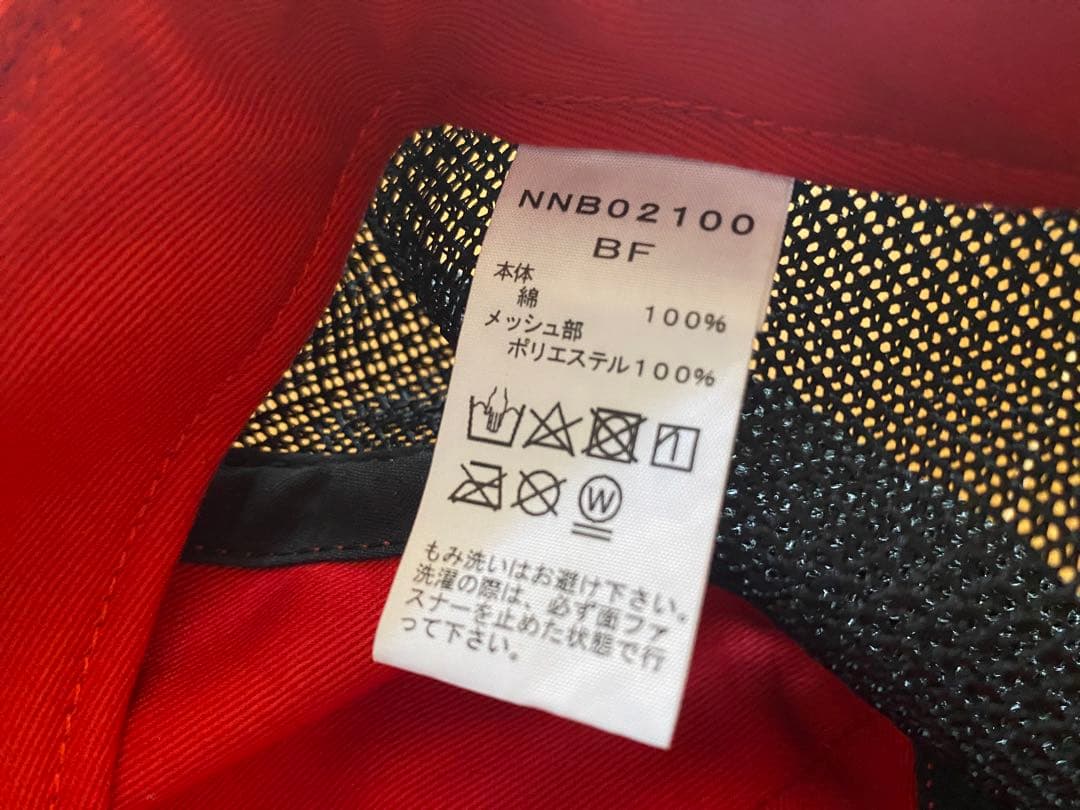 NNB02100
BF
本体
綿 100%
メッシュ部
ポリエステル100%
W
もみ洗いはお避け下さい。
洗濯の際は、必ず面ファ
スナーを止めた状態で行
って下さい。